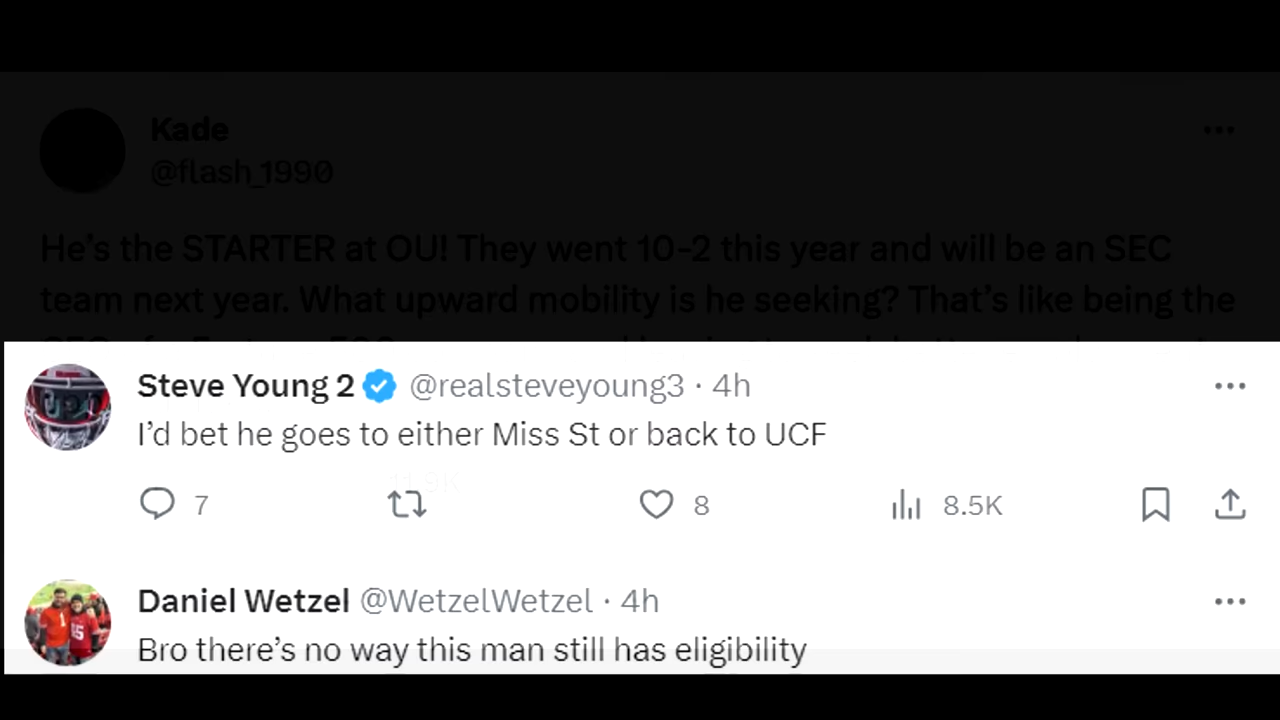 Kade
@flash_1990
He’s the STARTER at OU! They went 10-2 this year and will be an SEC
team next year. What upward mobility is he seeking? That’s like being the
Steve Young 2 @realsteveyoung3 · 4h
I’d bet he goes to either Miss St or back to UCF
11.9K
7 8 8.5K
Daniel Wetzel @WetzelWetzel · 4h
Bro there’s no way this man still has eligibility